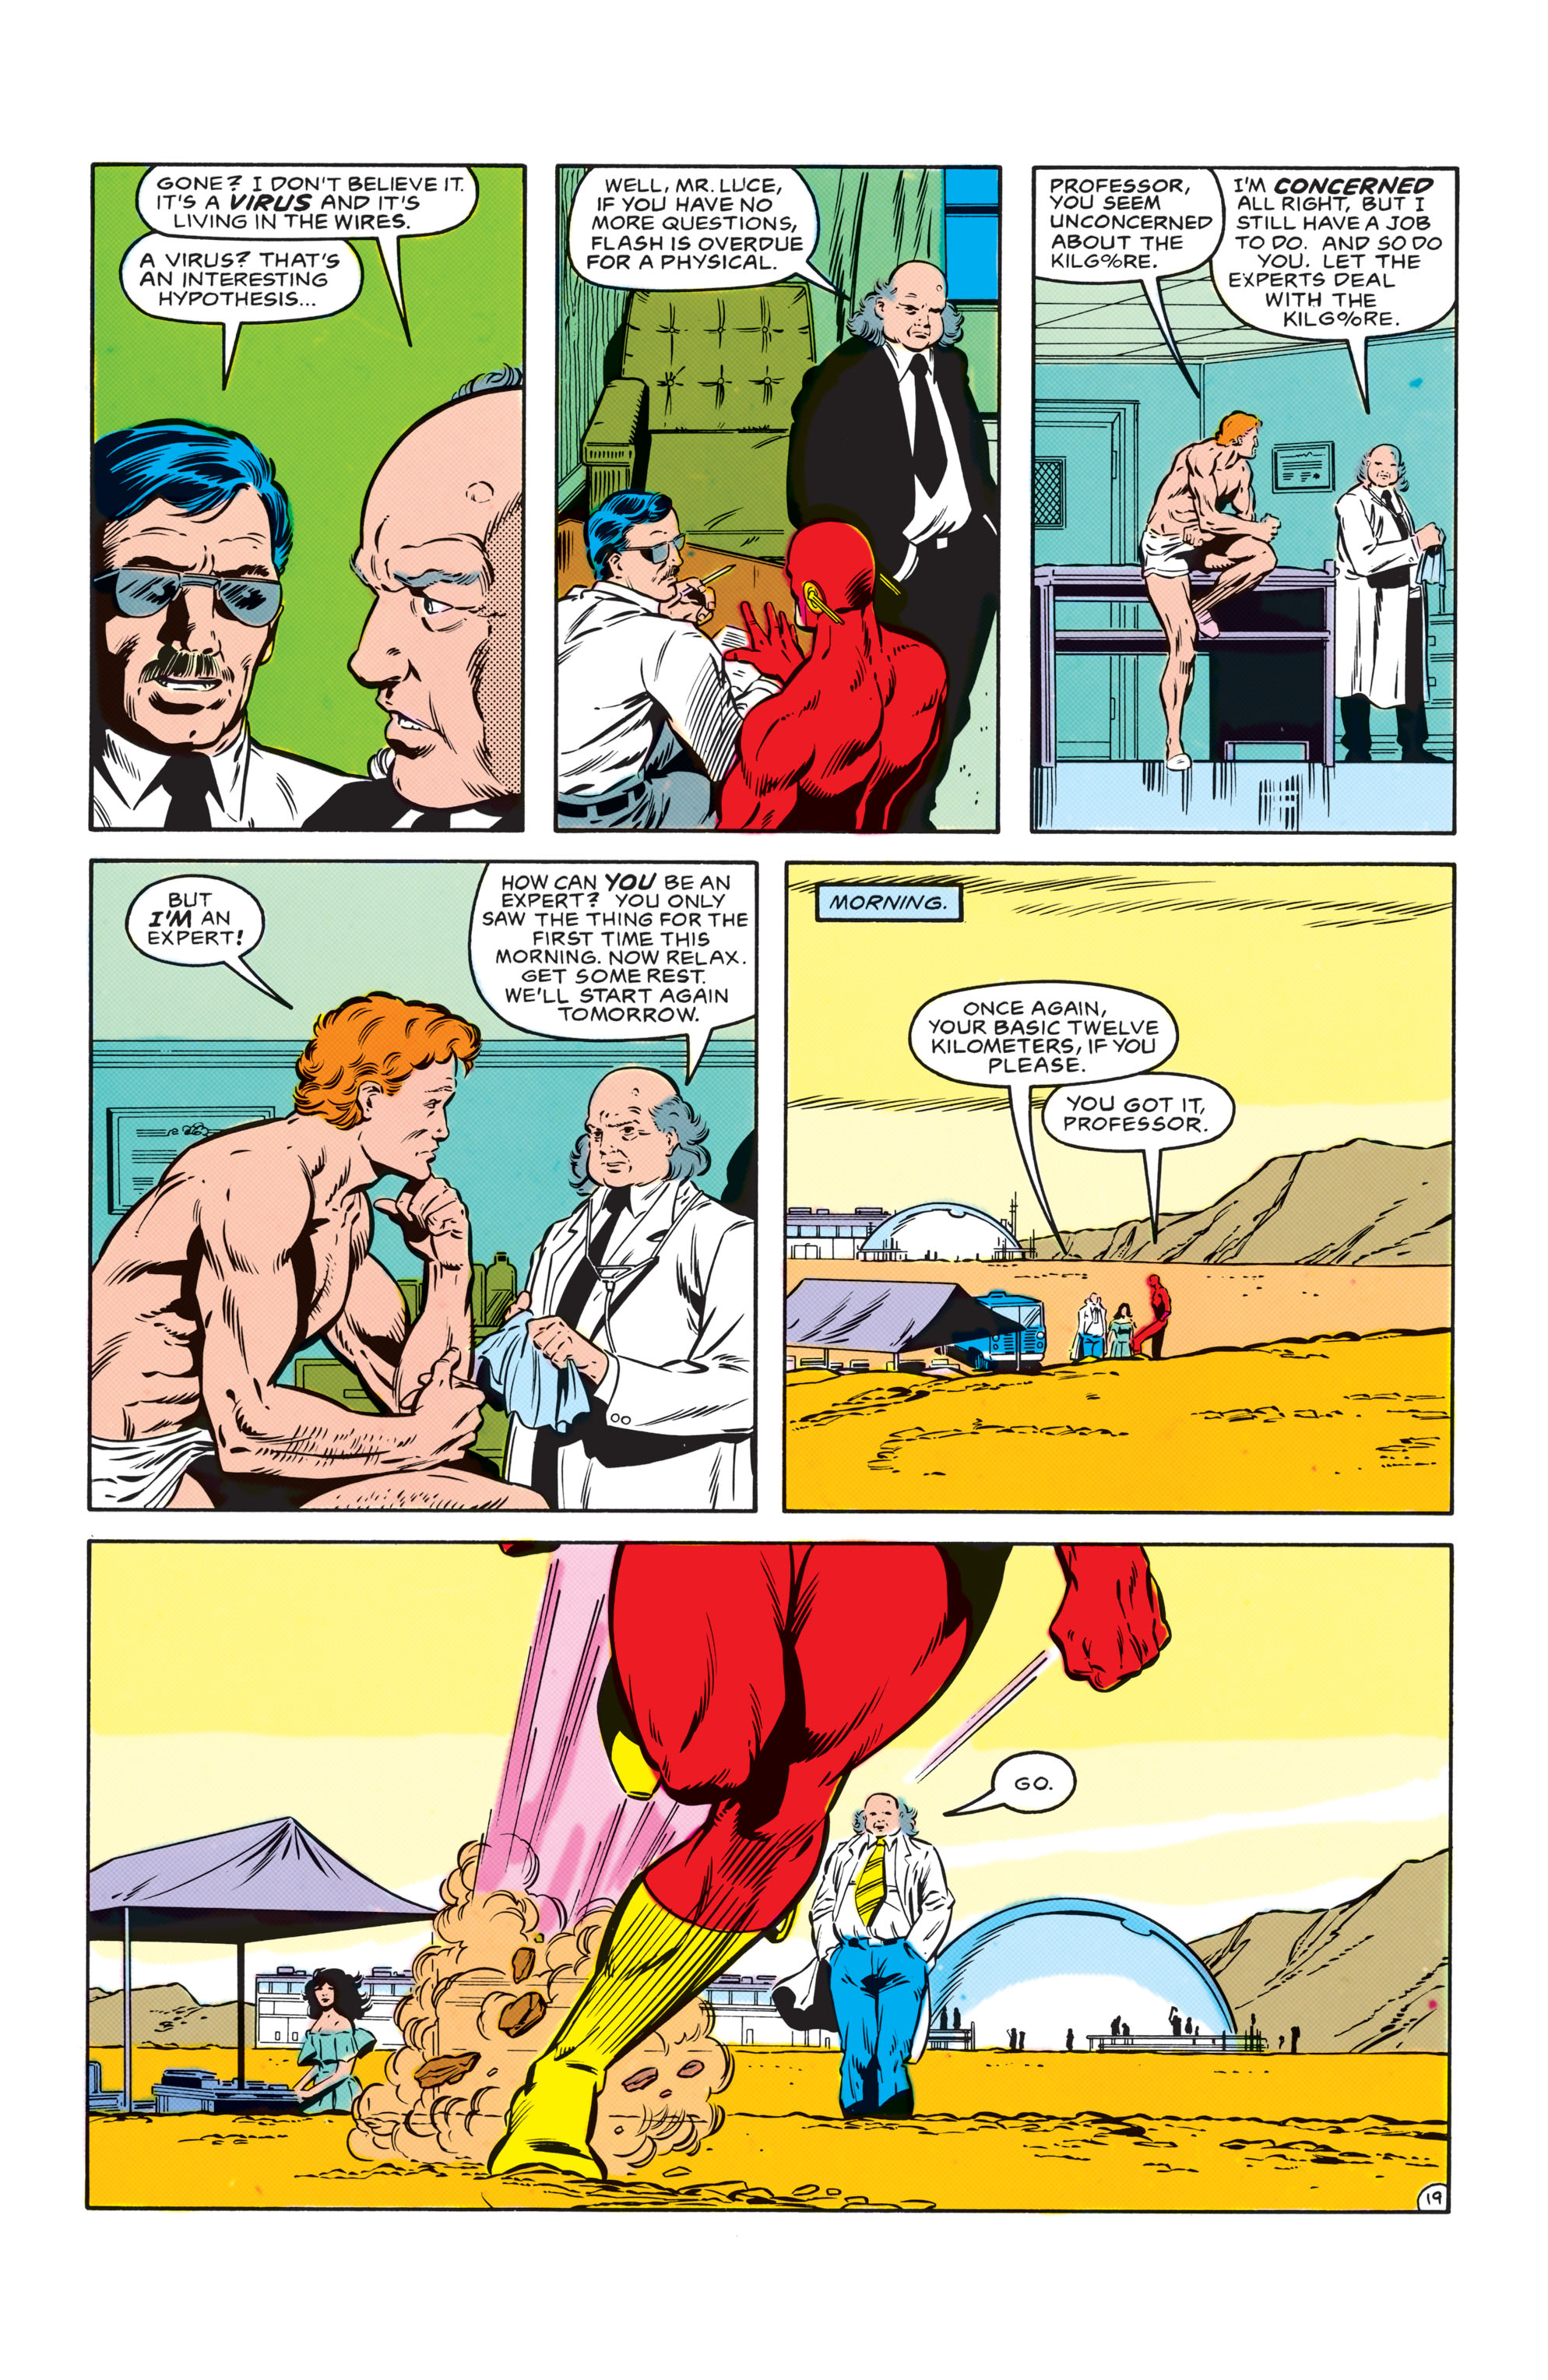 GONE? I DON'T BELIEVE IT.
IT'S A VIRUS AND IT'S
LIVING IN THE WIRES.
A VIRUS? THAT'S
AN INTERESTING
HYPOTHESIS...
WELL, MR. LUCE,
IF YOU HAVE NO
MORE QUESTIONS,
FLASH IS OVERDUE
FOR A PHYSICAL.
PROFESSOR,
YOU SEEM
UNCONCERNED
ABOUT THE
KILG%RE.
I'M CONCERNED
ALL RIGHT, BUT I
STILL HAVE A JOB
TO DO. AND SO DO
YOU. LET THE
EXPERTS DEAL
WITH THE
KILG%RE.
BUT
I'M AN
EXPERT!
HOW CAN YOU BE AN
EXPERT? YOU ONLY
SAW THE THING FOR THE
FIRST TIME THIS
MORNING. NOW RELAX.
GET SOME REST.
WE'LL START AGAIN
TOMORROW.
MORNING.
ONCE AGAIN,
YOUR BASIC TWELVE
KILOMETERS, IF YOU
PLEASE.
YOU GOT IT,
PROFESSOR.
GO.
19